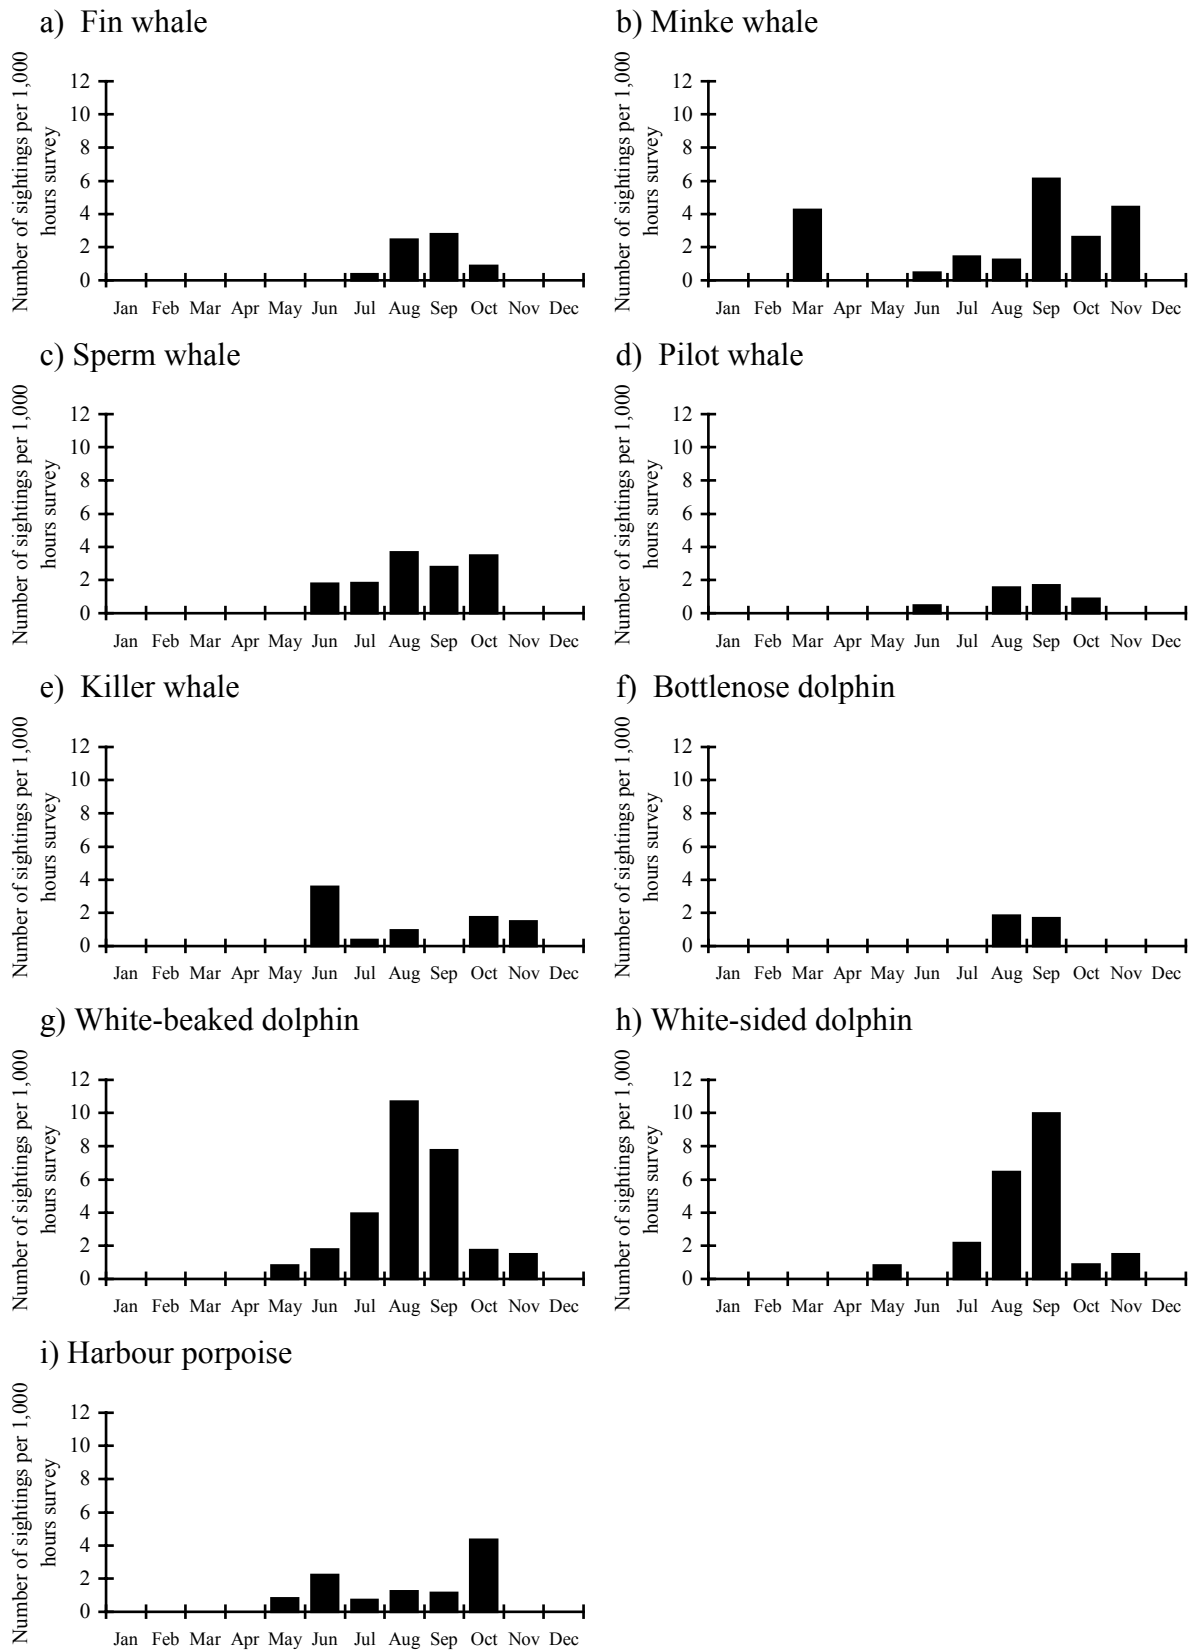 a)  Fin whale
Number of sightings per 1,000
hours survey
12
10
8
6
4
2
0
Jan Feb Mar Apr May Jun Jul Aug Sep Oct Nov Dec
b) Minke whale
Number of sightings per 1,000
hours survey
12
10
8
6
4
2
0
Jan Feb Mar Apr May Jun Jul Aug Sep Oct Nov Dec
c) Sperm whale
Number of sightings per 1,000
hours survey
12
10
8
6
4
2
0
Jan Feb Mar Apr May Jun Jul Aug Sep Oct Nov Dec
d)  Pilot whale
Number of sightings per 1,000
hours survey
12
10
8
6
4
2
0
Jan Feb Mar Apr May Jun Jul Aug Sep Oct Nov Dec
e)  Killer whale
Number of sightings per 1,000
hours survey
12
10
8
6
4
2
0
Jan Feb Mar Apr May Jun Jul Aug Sep Oct Nov Dec
f)  Bottlenose dolphin
Number of sightings per 1,000
hours survey
12
10
8
6
4
2
0
Jan Feb Mar Apr May Jun Jul Aug Sep Oct Nov Dec
g) White-beaked dolphin
Number of sightings per 1,000
hours survey
12
10
8
6
4
2
0
Jan Feb Mar Apr May Jun Jul Aug Sep Oct Nov Dec
h) White-sided dolphin
Number of sightings per 1,000
hours survey
12
10
8
6
4
2
0
Jan Feb Mar Apr May Jun Jul Aug Sep Oct Nov Dec
i) Harbour porpoise
Number of sightings per 1,000
hours survey
12
10
8
6
4
2
0
Jan Feb Mar Apr May Jun Jul Aug Sep Oct Nov Dec